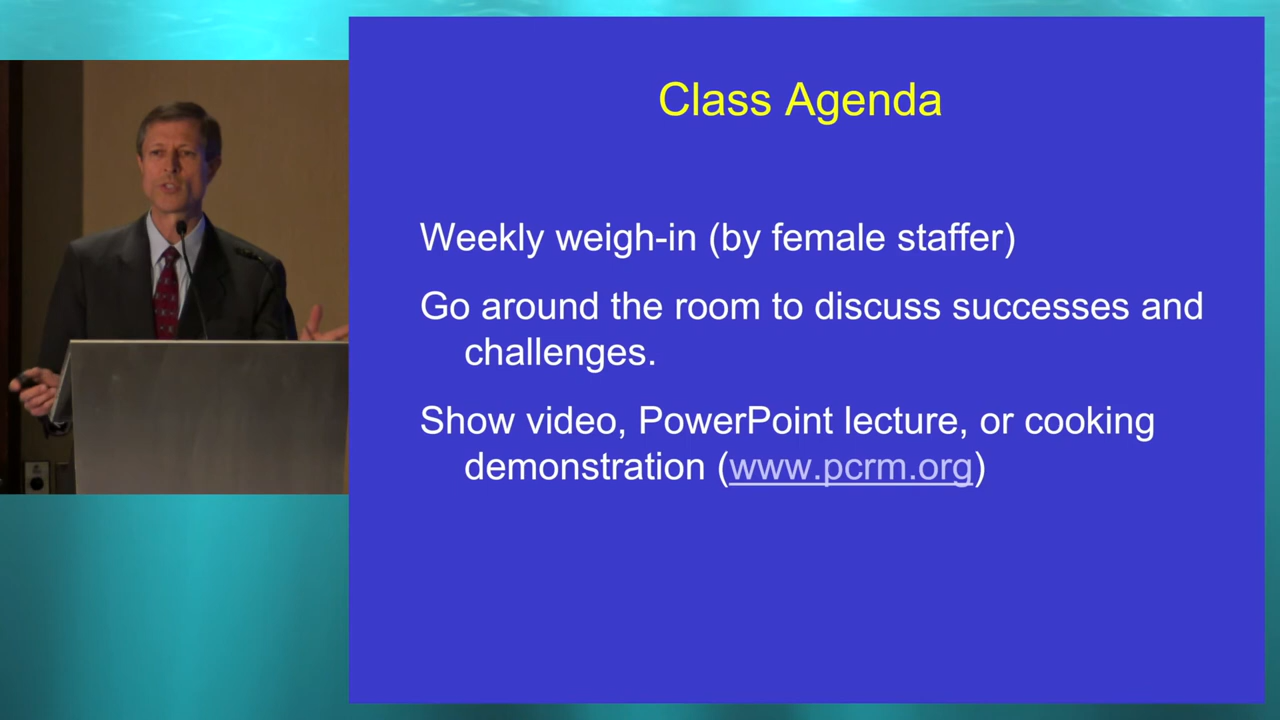 Class Agenda
Weekly weigh-in (by female staffer)
Go around the room to discuss successes and
challenges.
Show video, PowerPoint lecture, or cooking
demonstration (www.pcrm.org)